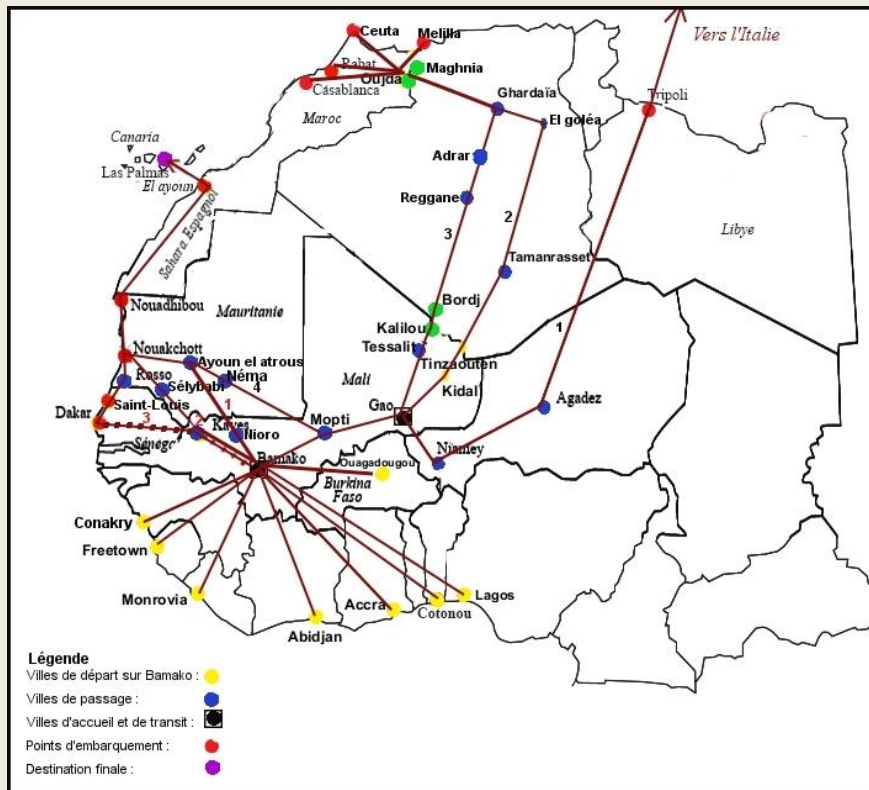 Ceuta
Melilla
Vers l'Italie
Rabat
Maghnia
Oujda
Casablanca
Ghardaïa
Tripoli
Maroc
El goléa
Canaria
Adrar
Las Palmas
El ayoun
Reggane
2
3
Libye
Sahara Espagnol
Tamanrasset
Bordj
Nouadhibou
Mauritanie
Kalilou
1
Nouakchott
Tessalit
Ayoun el atrous
Tinzaouten
Rosso
Néma
4
Sélybabi
Mali
Kidal
Saint-Louis
1
Gao
Agadez
Dakar
3
2
Kayes
Mopti
Nioro
Bamako
Niamey
Ouagadougou
Burkina
Faso
Conakry
Freetown
Monrovia
Lagos
Accra
Cotonou
Abidjan
Légende
Villes de départ sur Bamako :
Villes de passage :
Villes d'accueil et de transit :
Points d'embarquement :
Destination finale :